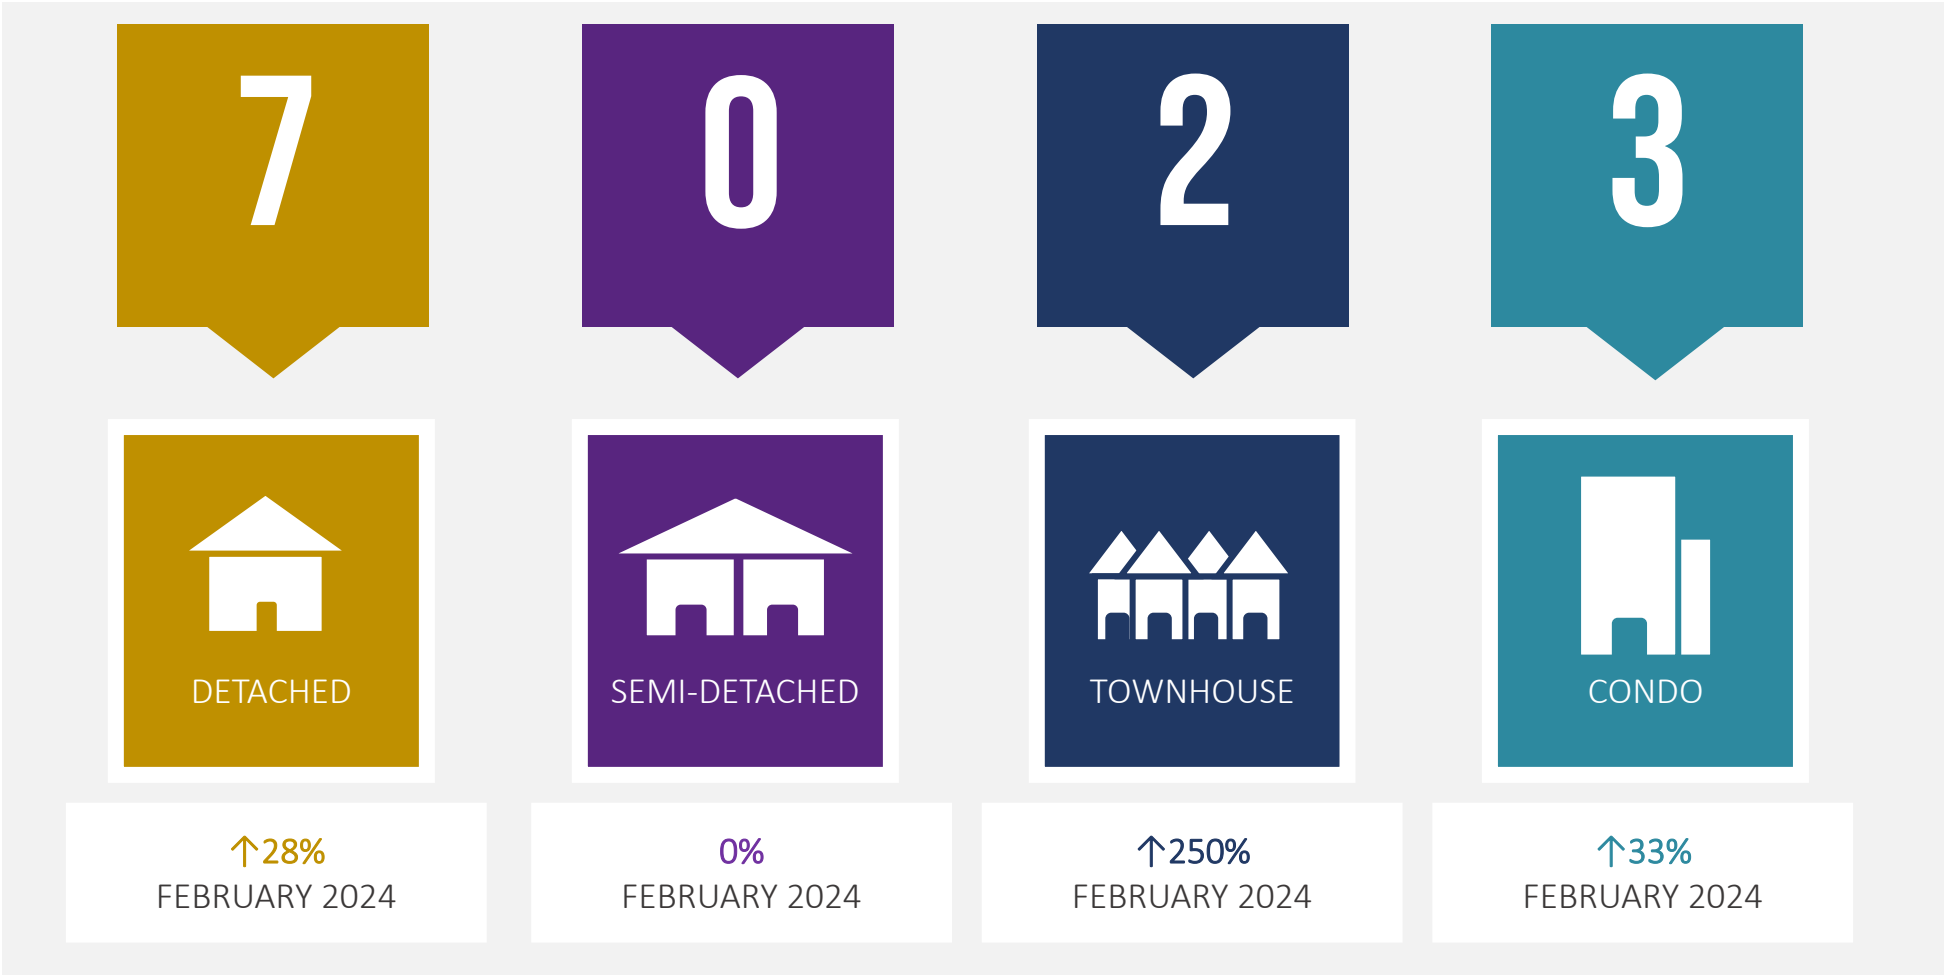 7
0
2
3
DETACHED
SEMI-DETACHED
TOWNHOUSE
CONDO
↑28%
FEBRUARY 2024
0%
FEBRUARY 2024
↑250%
FEBRUARY 2024
↑33%
FEBRUARY 2024